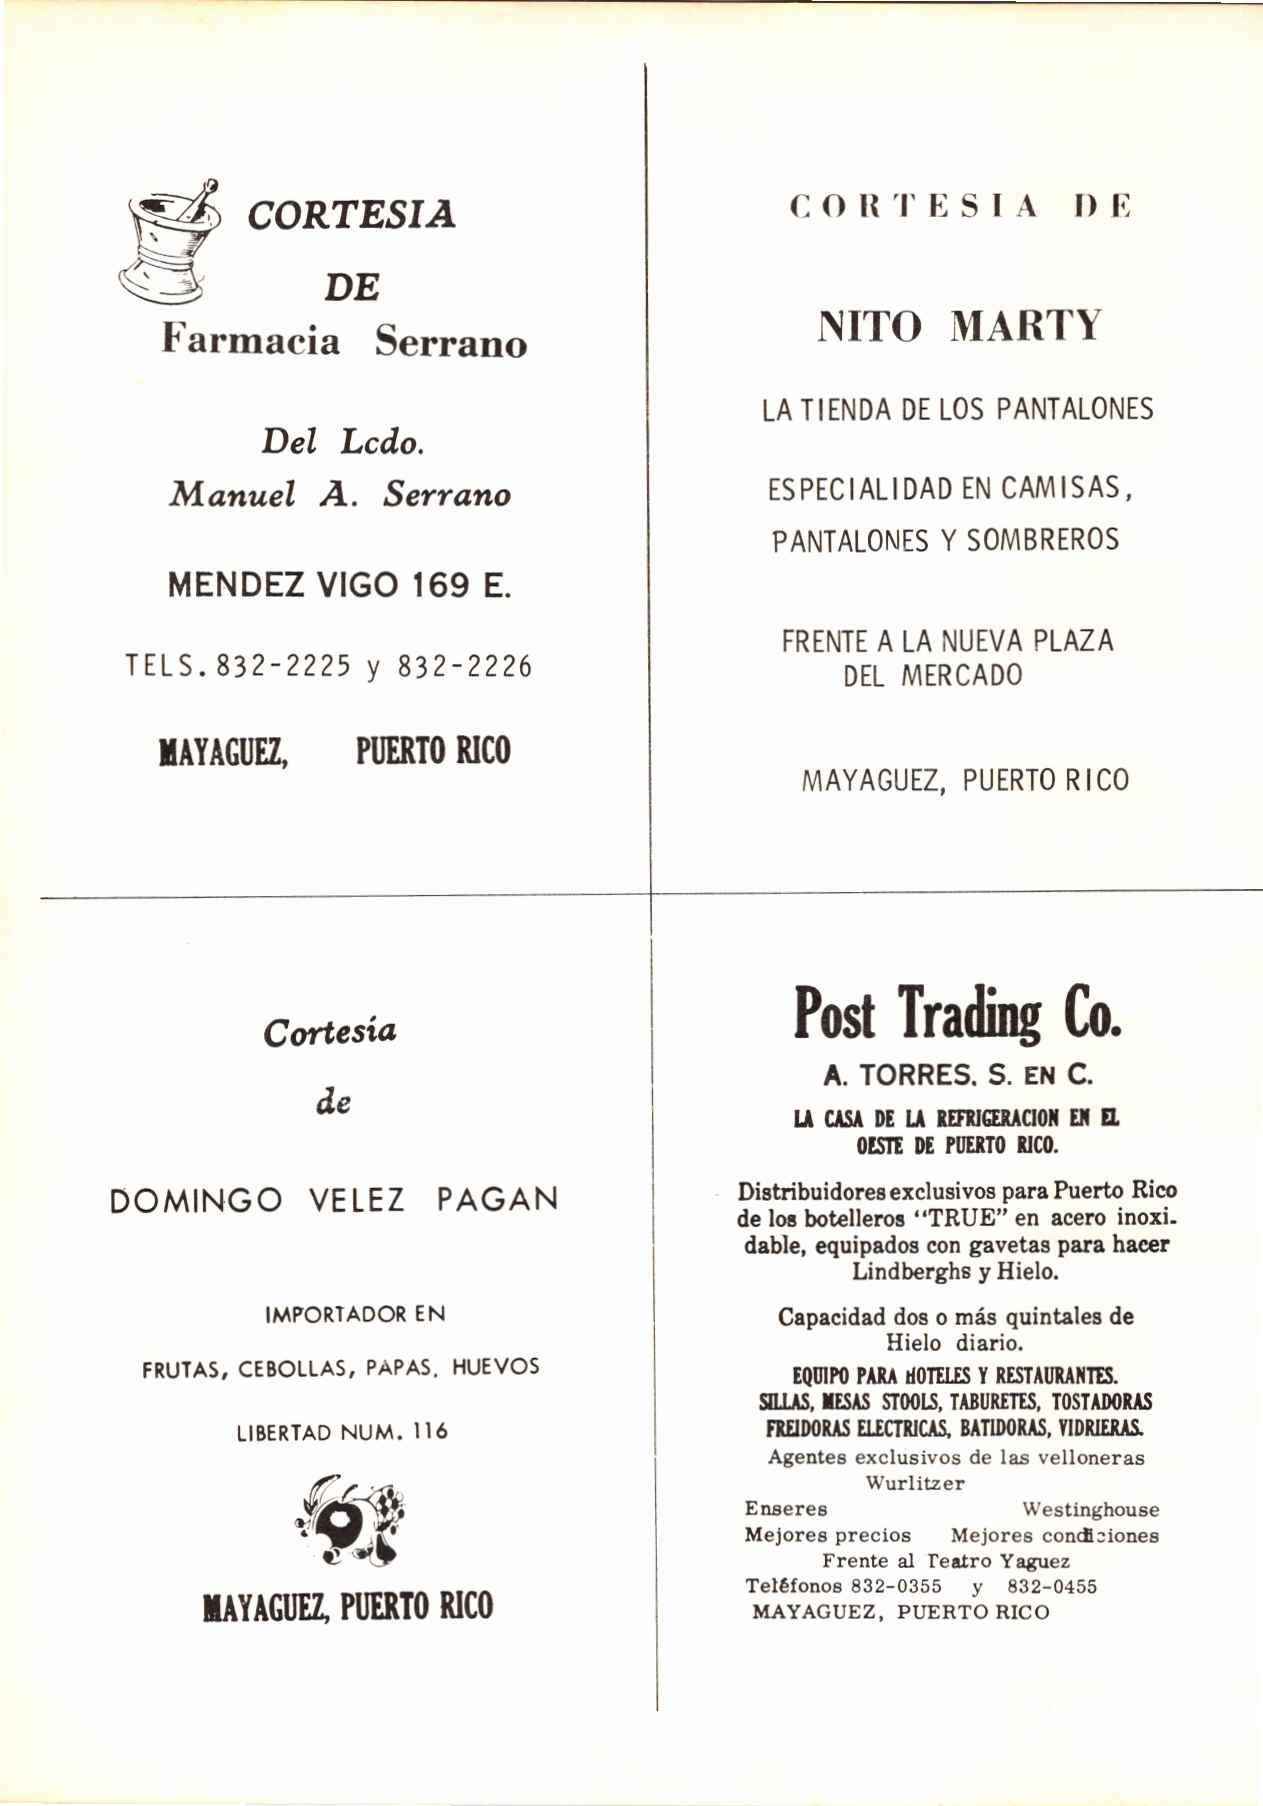 CORTESIA
DE
Farmacia Serrano
Del Lcdo.
Manuel A. Serrano
MENDEZ VIGO 169 E.
TELS. 832-2225 y 832-2226
MAYAGUEZ, PUERTO RICO
CORTESIA DE
NITO MARTY
LA TIENDA DE LOS PANTALONES
ESPECIALIDAD EN CAMISAS,
PANTALONES Y SOMBREROS
FRENTE A LA NUEVA PLAZA
DEL MERCADO
MAYAGUEZ, PUERTO RICO
Cortesía
de
DOMINGO VELEZ PAGAN
IMPORTADOR EN
FRUTAS, CEBOLLAS, PAPAS, HUEVOS
LIBERTAD NUM. 116
MAYAGUEZ, PUERTO RICO
Post Trading Co.
A. TORRES. S. EN C.
LA CASA DE LA REFRIGERACION EN EL
OESTE DE PUERTO RICO.
Distribuidores exclusivos para Puerto Rico
de los botelleros "TRUE" en acero inoxi-
dable, equipados con gavetas para hacer
Lindberghs y Hielo.
Capacidad dos o más quintales de
Hielo diario.
EQUIPO PARA HOTELES Y RESTAURANTES.
SILLAS, MESAS STOOLS, TABURETES, TOSTADORAS
FREIDORAS ELECTRICAS, BATIDORAS, VIDRIERAS.
Agentes exclusivos de las velloneras
Wurlitzer
Enseres Westinghouse
Mejores precios Mejores condiciones
Frente al Teatro Yaguez
Teléfonos 832-0355 y 832-0455
MAYAGUEZ, PUERTO RICO